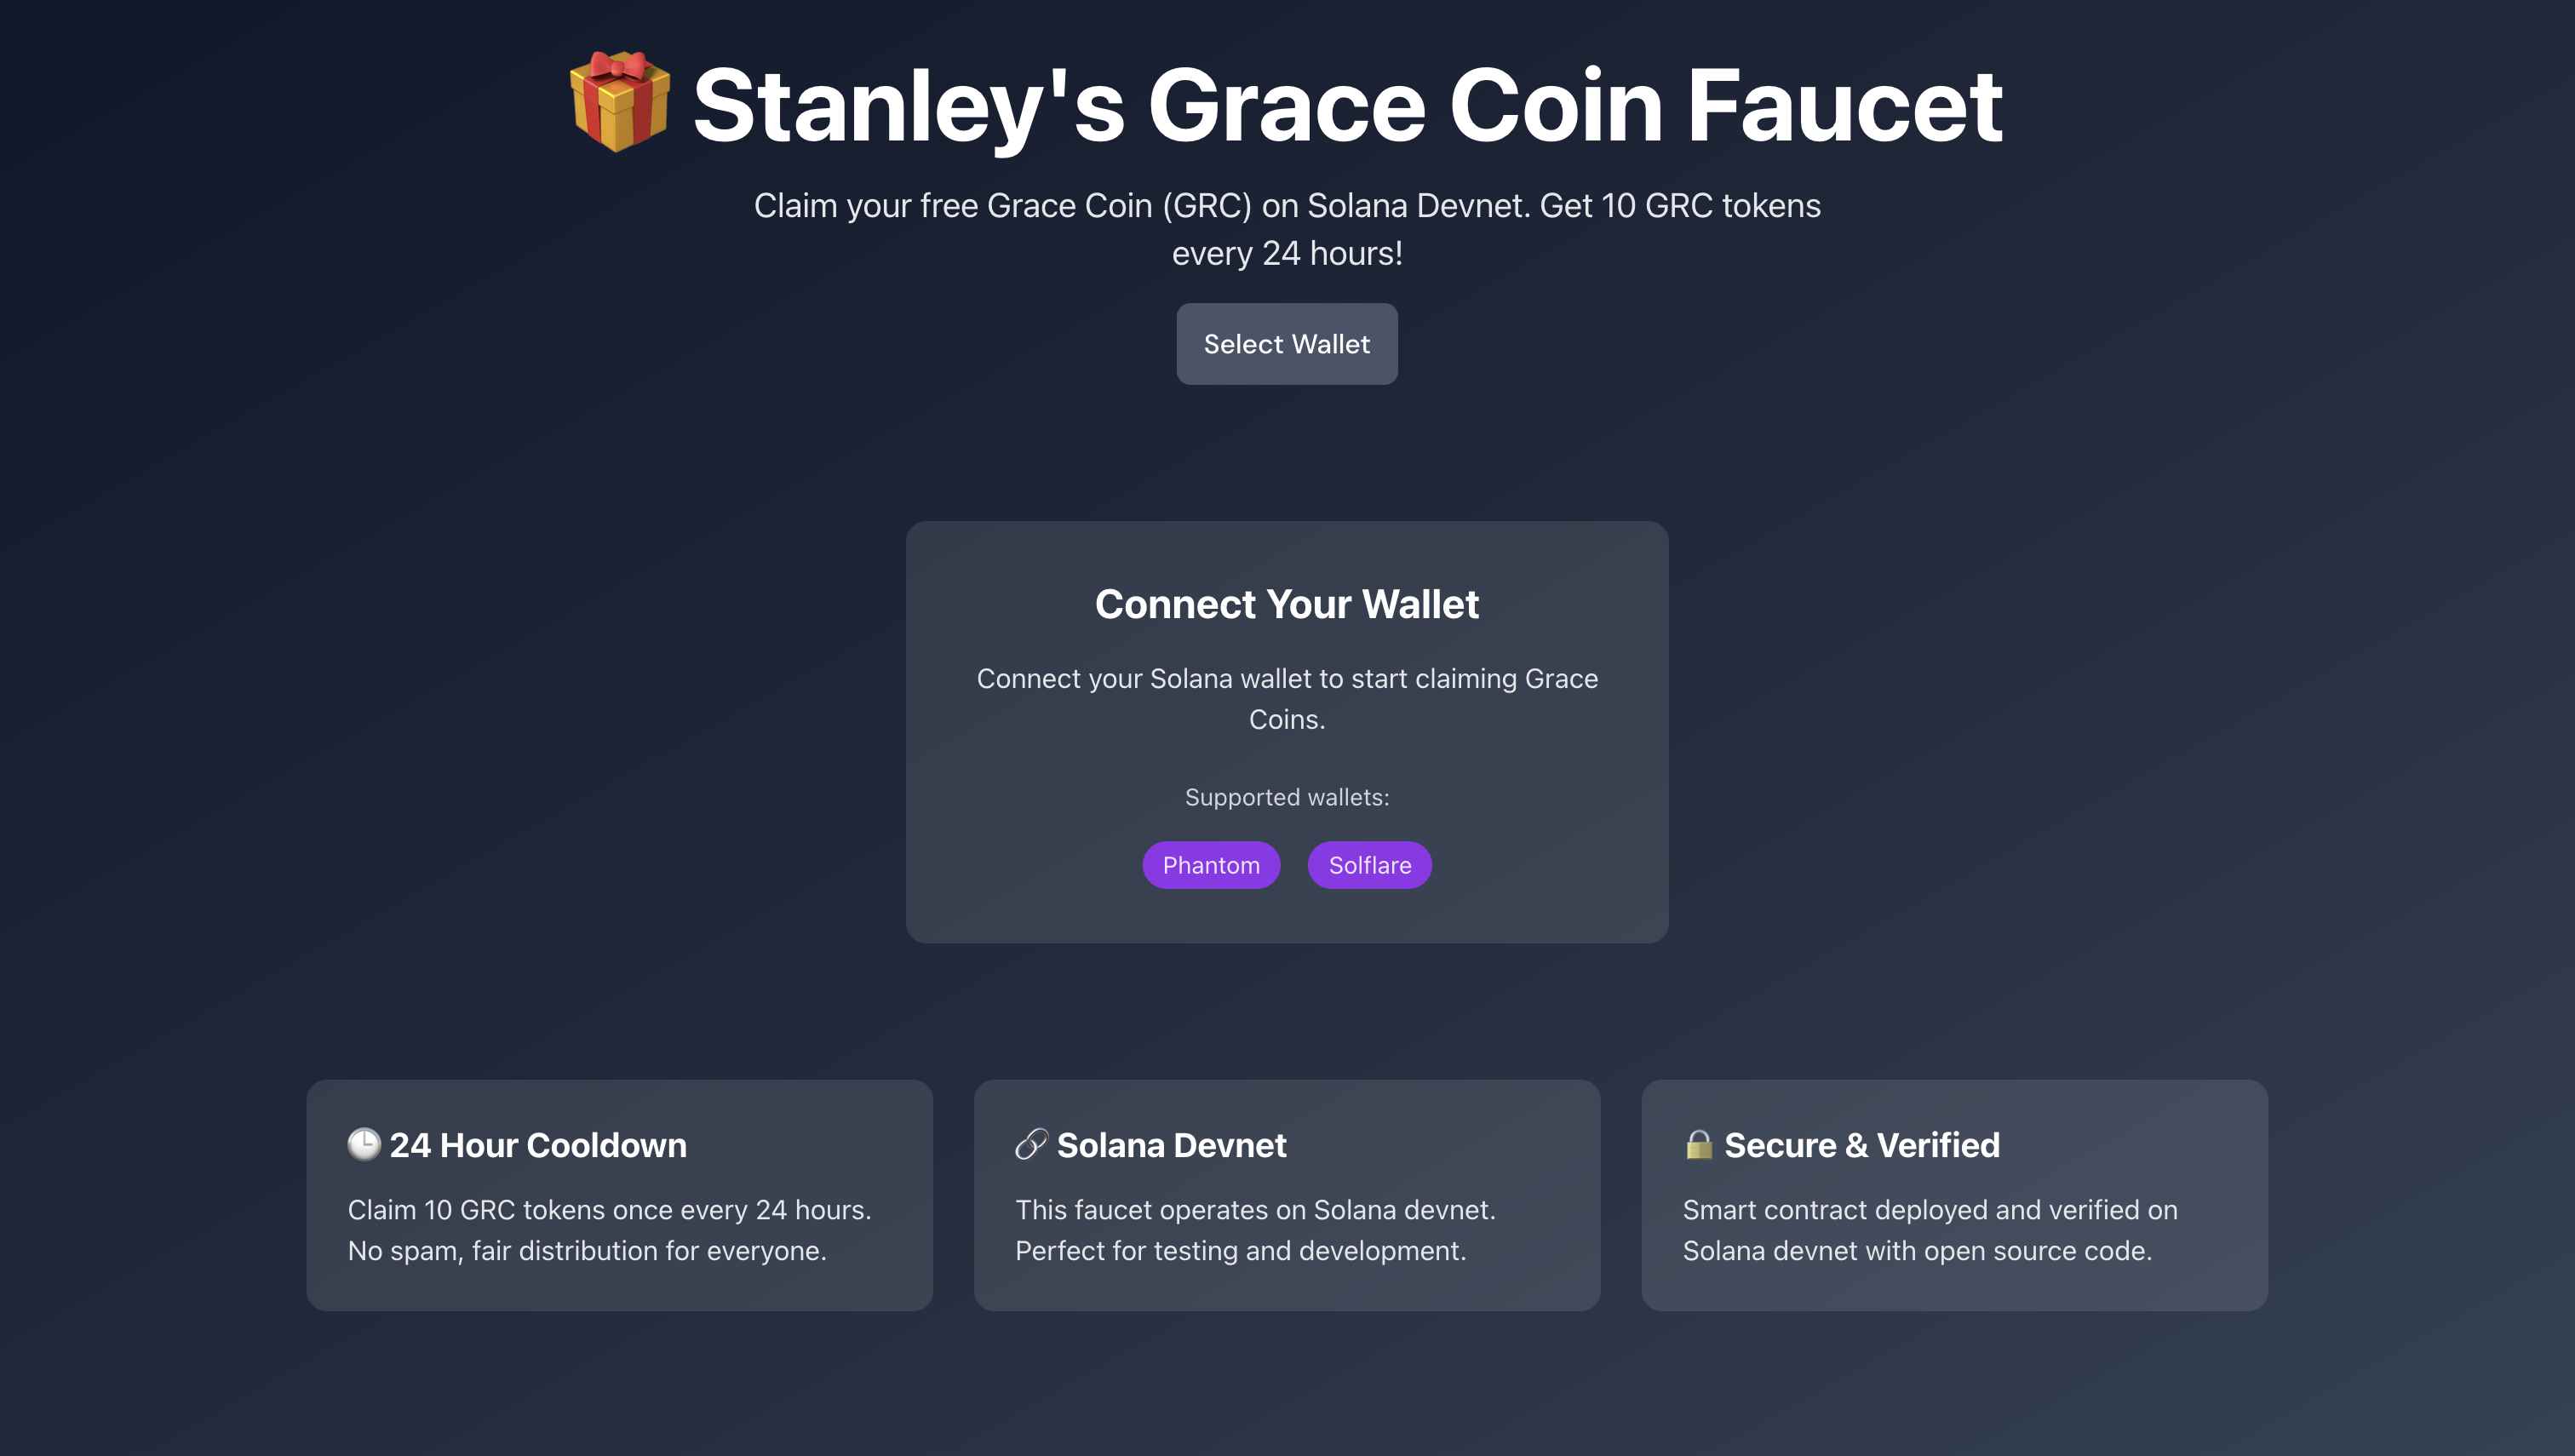 Stanley's Grace Coin Faucet
Claim your free Grace Coin (GRC) on Solana Devnet. Get 10 GRC tokens
every 24 hours!
Select Wallet
Connect Your Wallet
Connect your Solana wallet to start claiming Grace
Coins.
Supported wallets:
Phantom Solflare
24 Hour Cooldown
Claim 10 GRC tokens once every 24 hours.
No spam, fair distribution for everyone.
Solana Devnet
This faucet operates on Solana devnet.
Perfect for testing and development.
Secure & Verified
Smart contract deployed and verified on
Solana devnet with open source code.